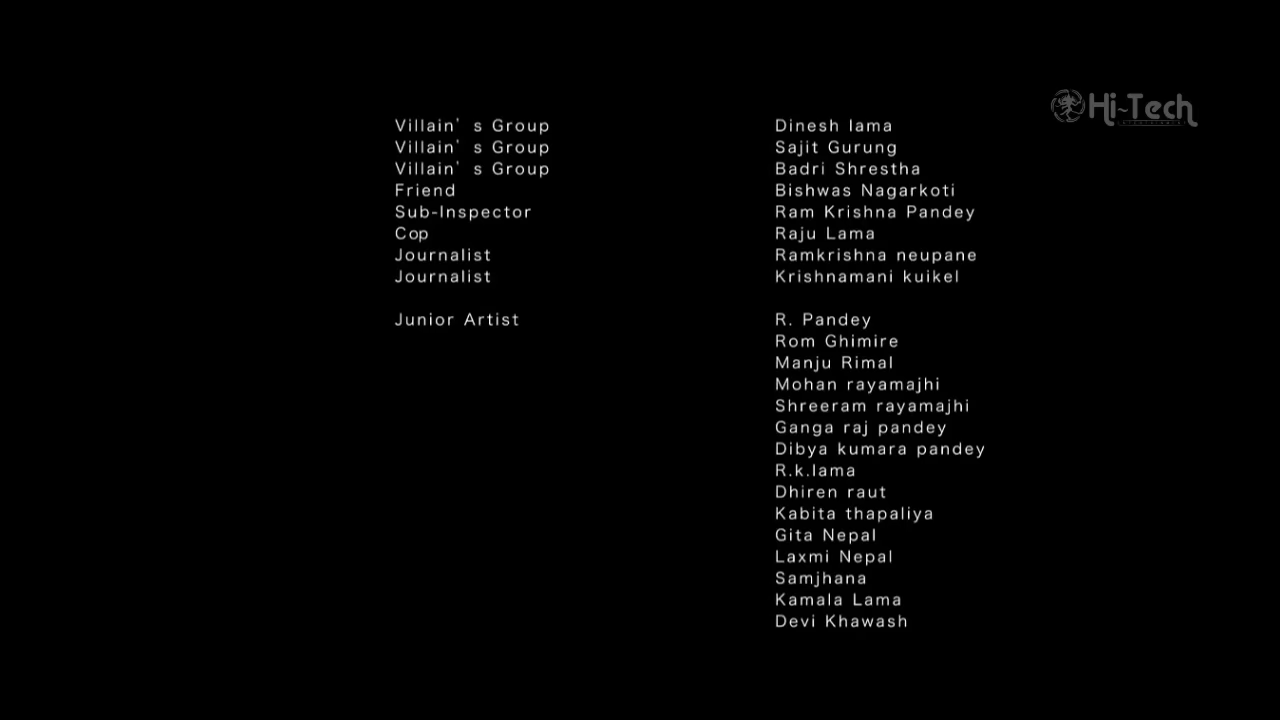 Hi-Tech
Villain's Group Dinesh lama
Villain's Group Sajit Gurung
Villain's Group Badri Shrestha
Friend Bishwas Nagarkoti
Sub-Inspector Ram Krishna Pandey
Cop Raju Lama
Journalist Ramkrishna neupane
Journalist Krishnamani kuikel
Junior Artist R. Pandey
Rom Ghimire
Manju Rimal
Mohan rayamajhi
Shreeram rayamajhi
Ganga raj pandey
Dibya kumara pandey
R.k.lama
Dhiren raut
Kabita thapaliya
Gita Nepal
Laxmi Nepal
Samjhana
Kamala Lama
Devi Khawash